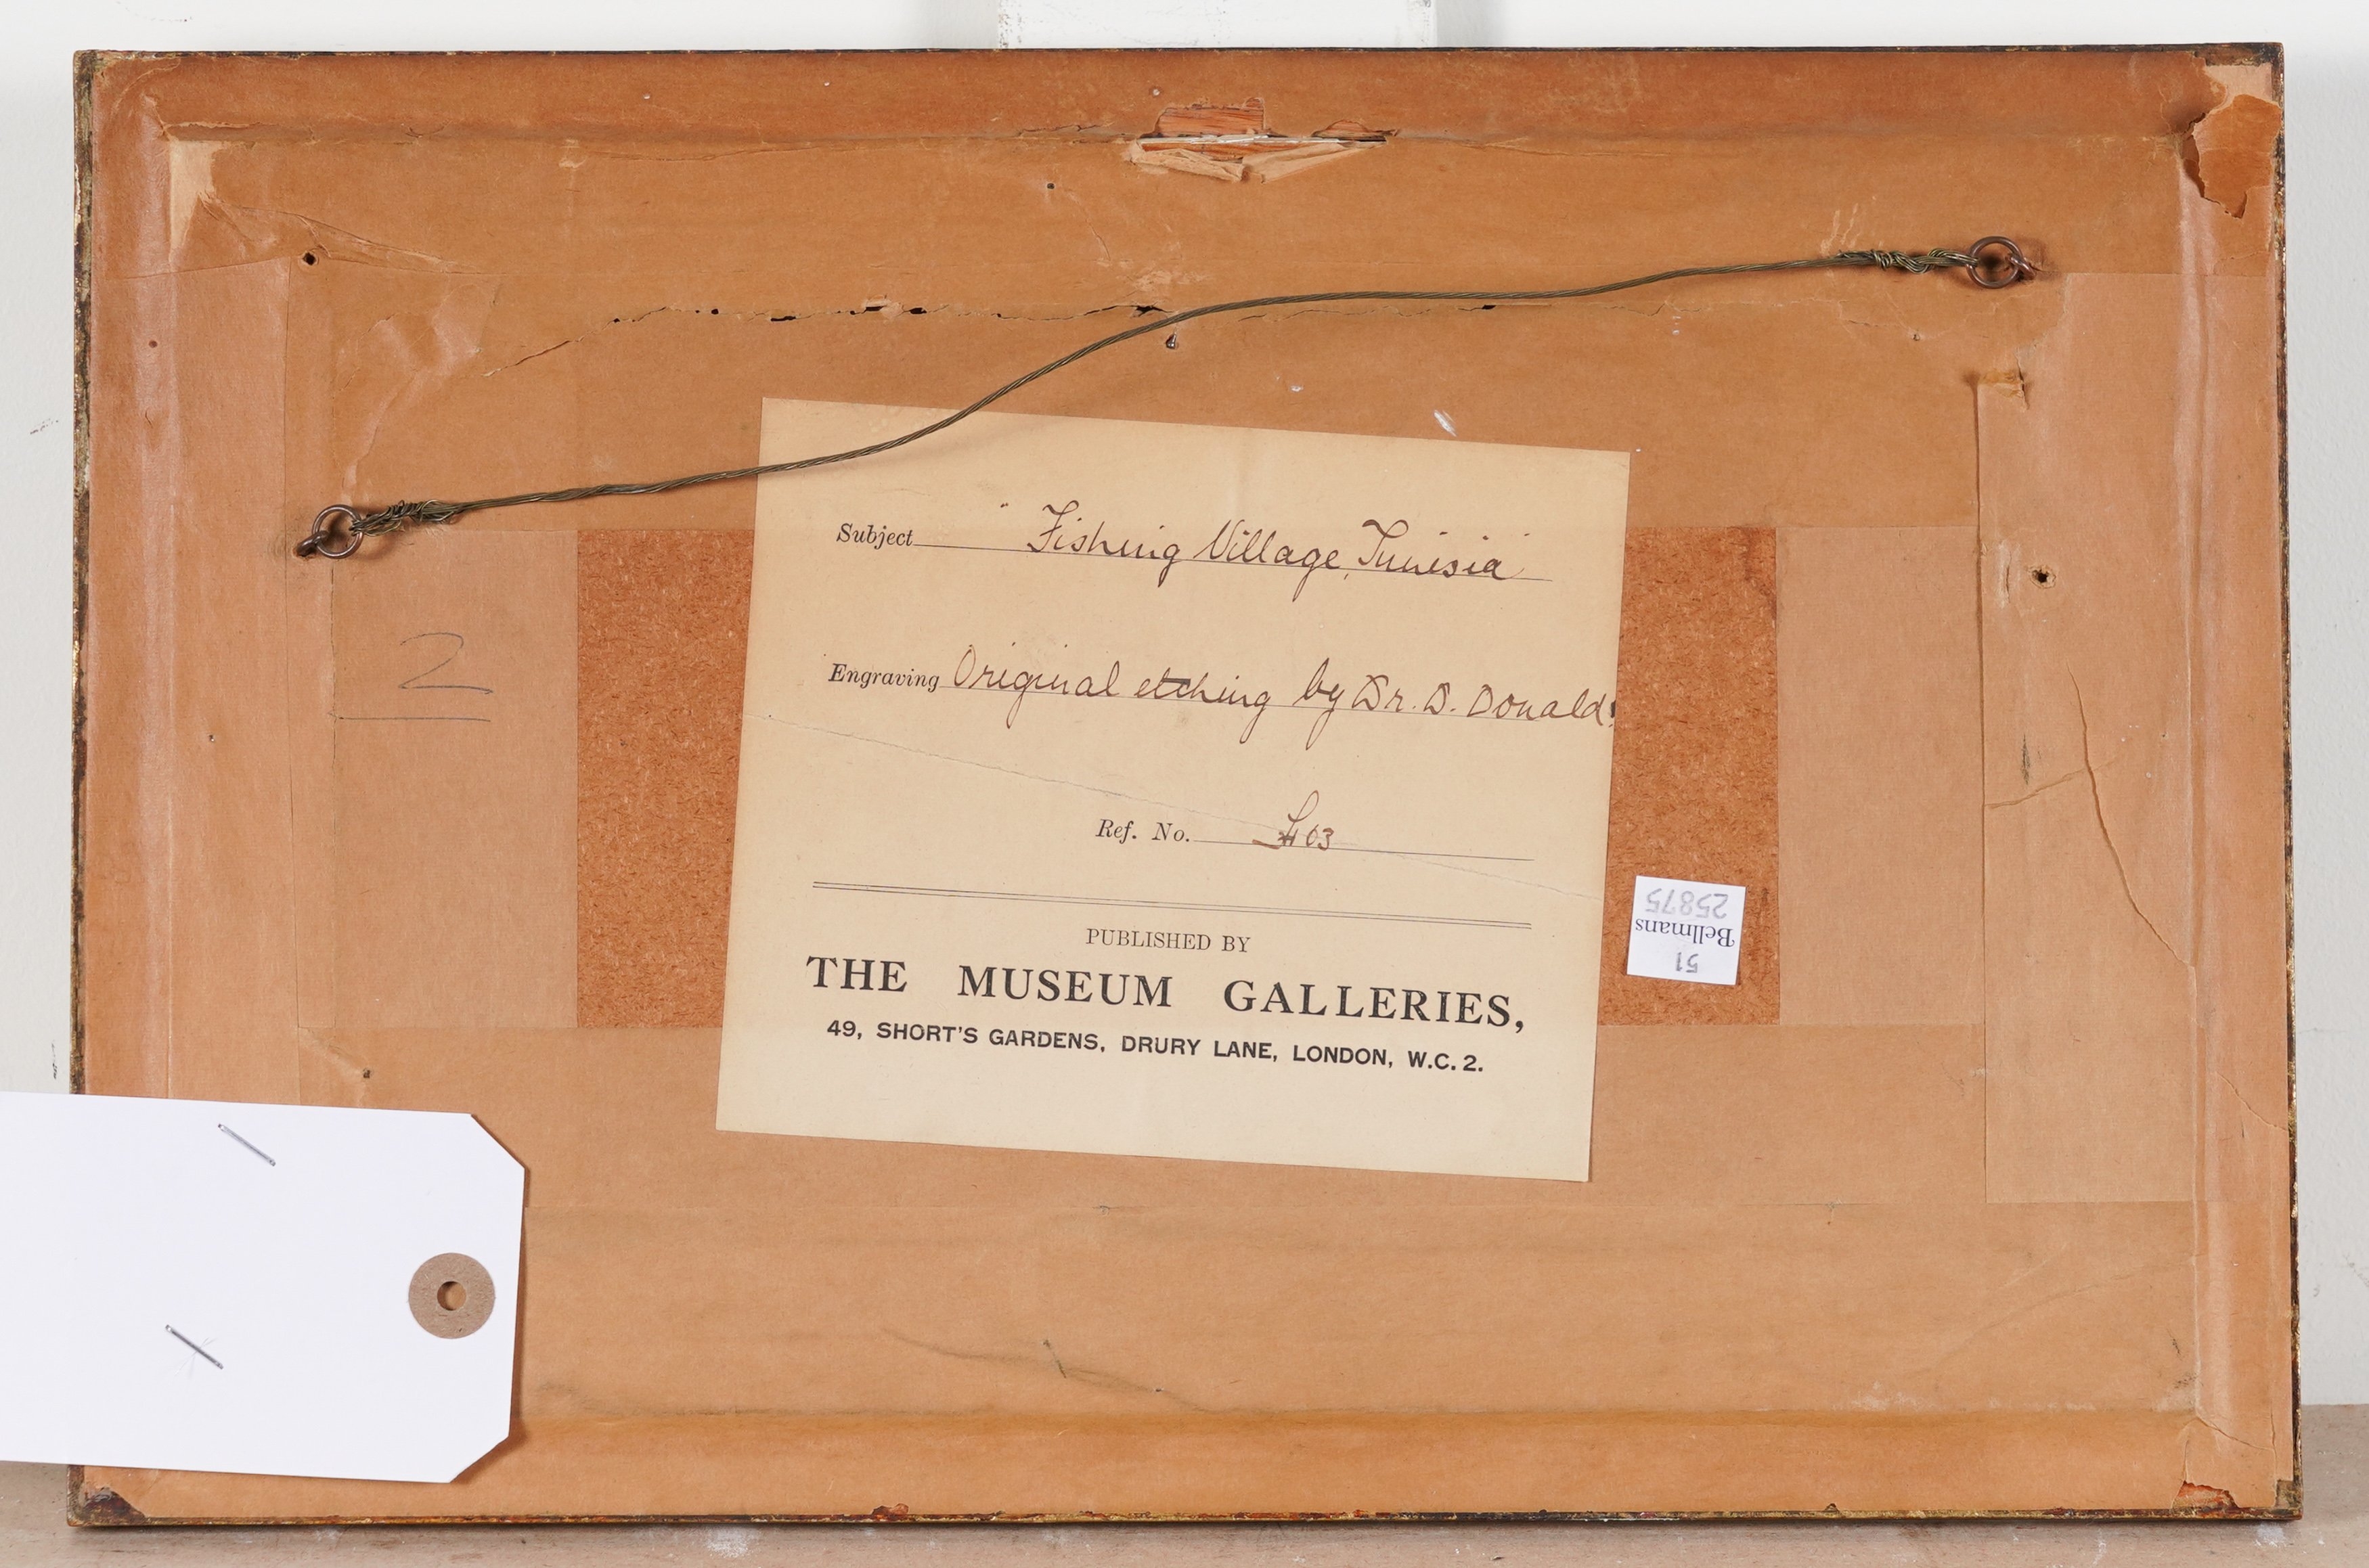 Subject " Fishing Village, Tunisia "
Engraving Original etching by Dr. D. Donald.
Ref. No. 403
PUBLISHED BY
THE MUSEUM GALLERIES,
49, SHORT'S GARDENS, DRURY LANE, LONDON, W.C. 2.
2
51
Bellmans
25875